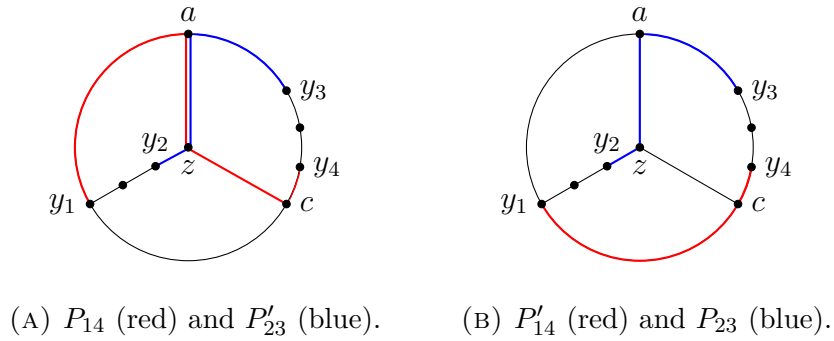 a a
y₃ y₃
y₂ y₂
y₄ y₄
z z
y₁ c y₁ c
(A) P₁₄ (red) and P′₂₃ (blue). (B) P′₁₄ (red) and P₂₃ (blue).